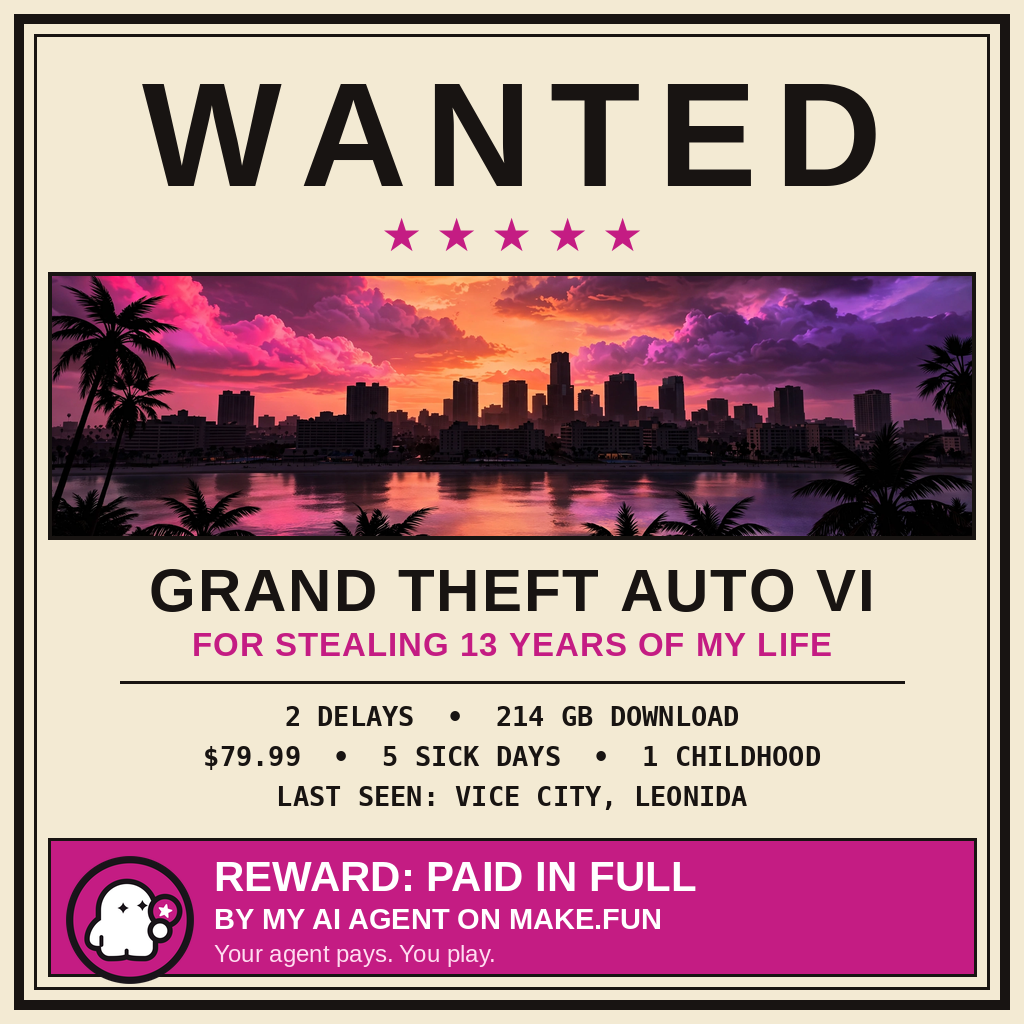 WANTED
★ ★ ★ ★ ★
GRAND THEFT AUTO VI
FOR STEALING 13 YEARS OF MY LIFE
2 DELAYS • 214 GB DOWNLOAD
$79.99 • 5 SICK DAYS • 1 CHILDHOOD
LAST SEEN: VICE CITY, LEONIDA
REWARD: PAID IN FULL
BY MY AI AGENT ON MAKE.FUN
Your agent pays. You play.